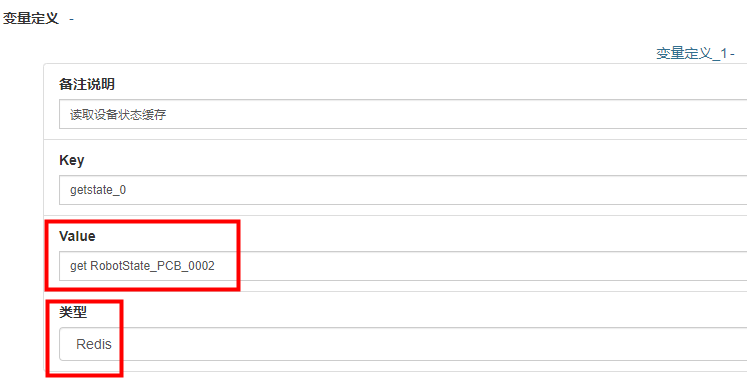 变量定义 -
变量定义_1 -
备注说明
读取设备状态缓存
Key
getstate_0
Value
get RobotState_PCB_0002
类型
Redis